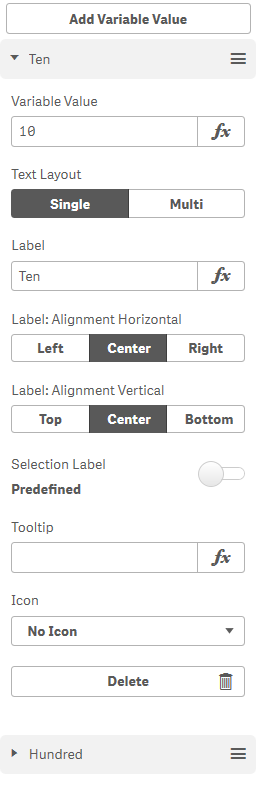 Add Variable Value
Ten
Variable Value
10
fx
Text Layout
Single Multi
Label
Ten
fx
Label: Alignment Horizontal
Left Center Right
Label: Alignment Vertical
Top Center Bottom
Selection Label
Predefined
Tooltip
fx
Icon
No Icon
Delete
Hundred